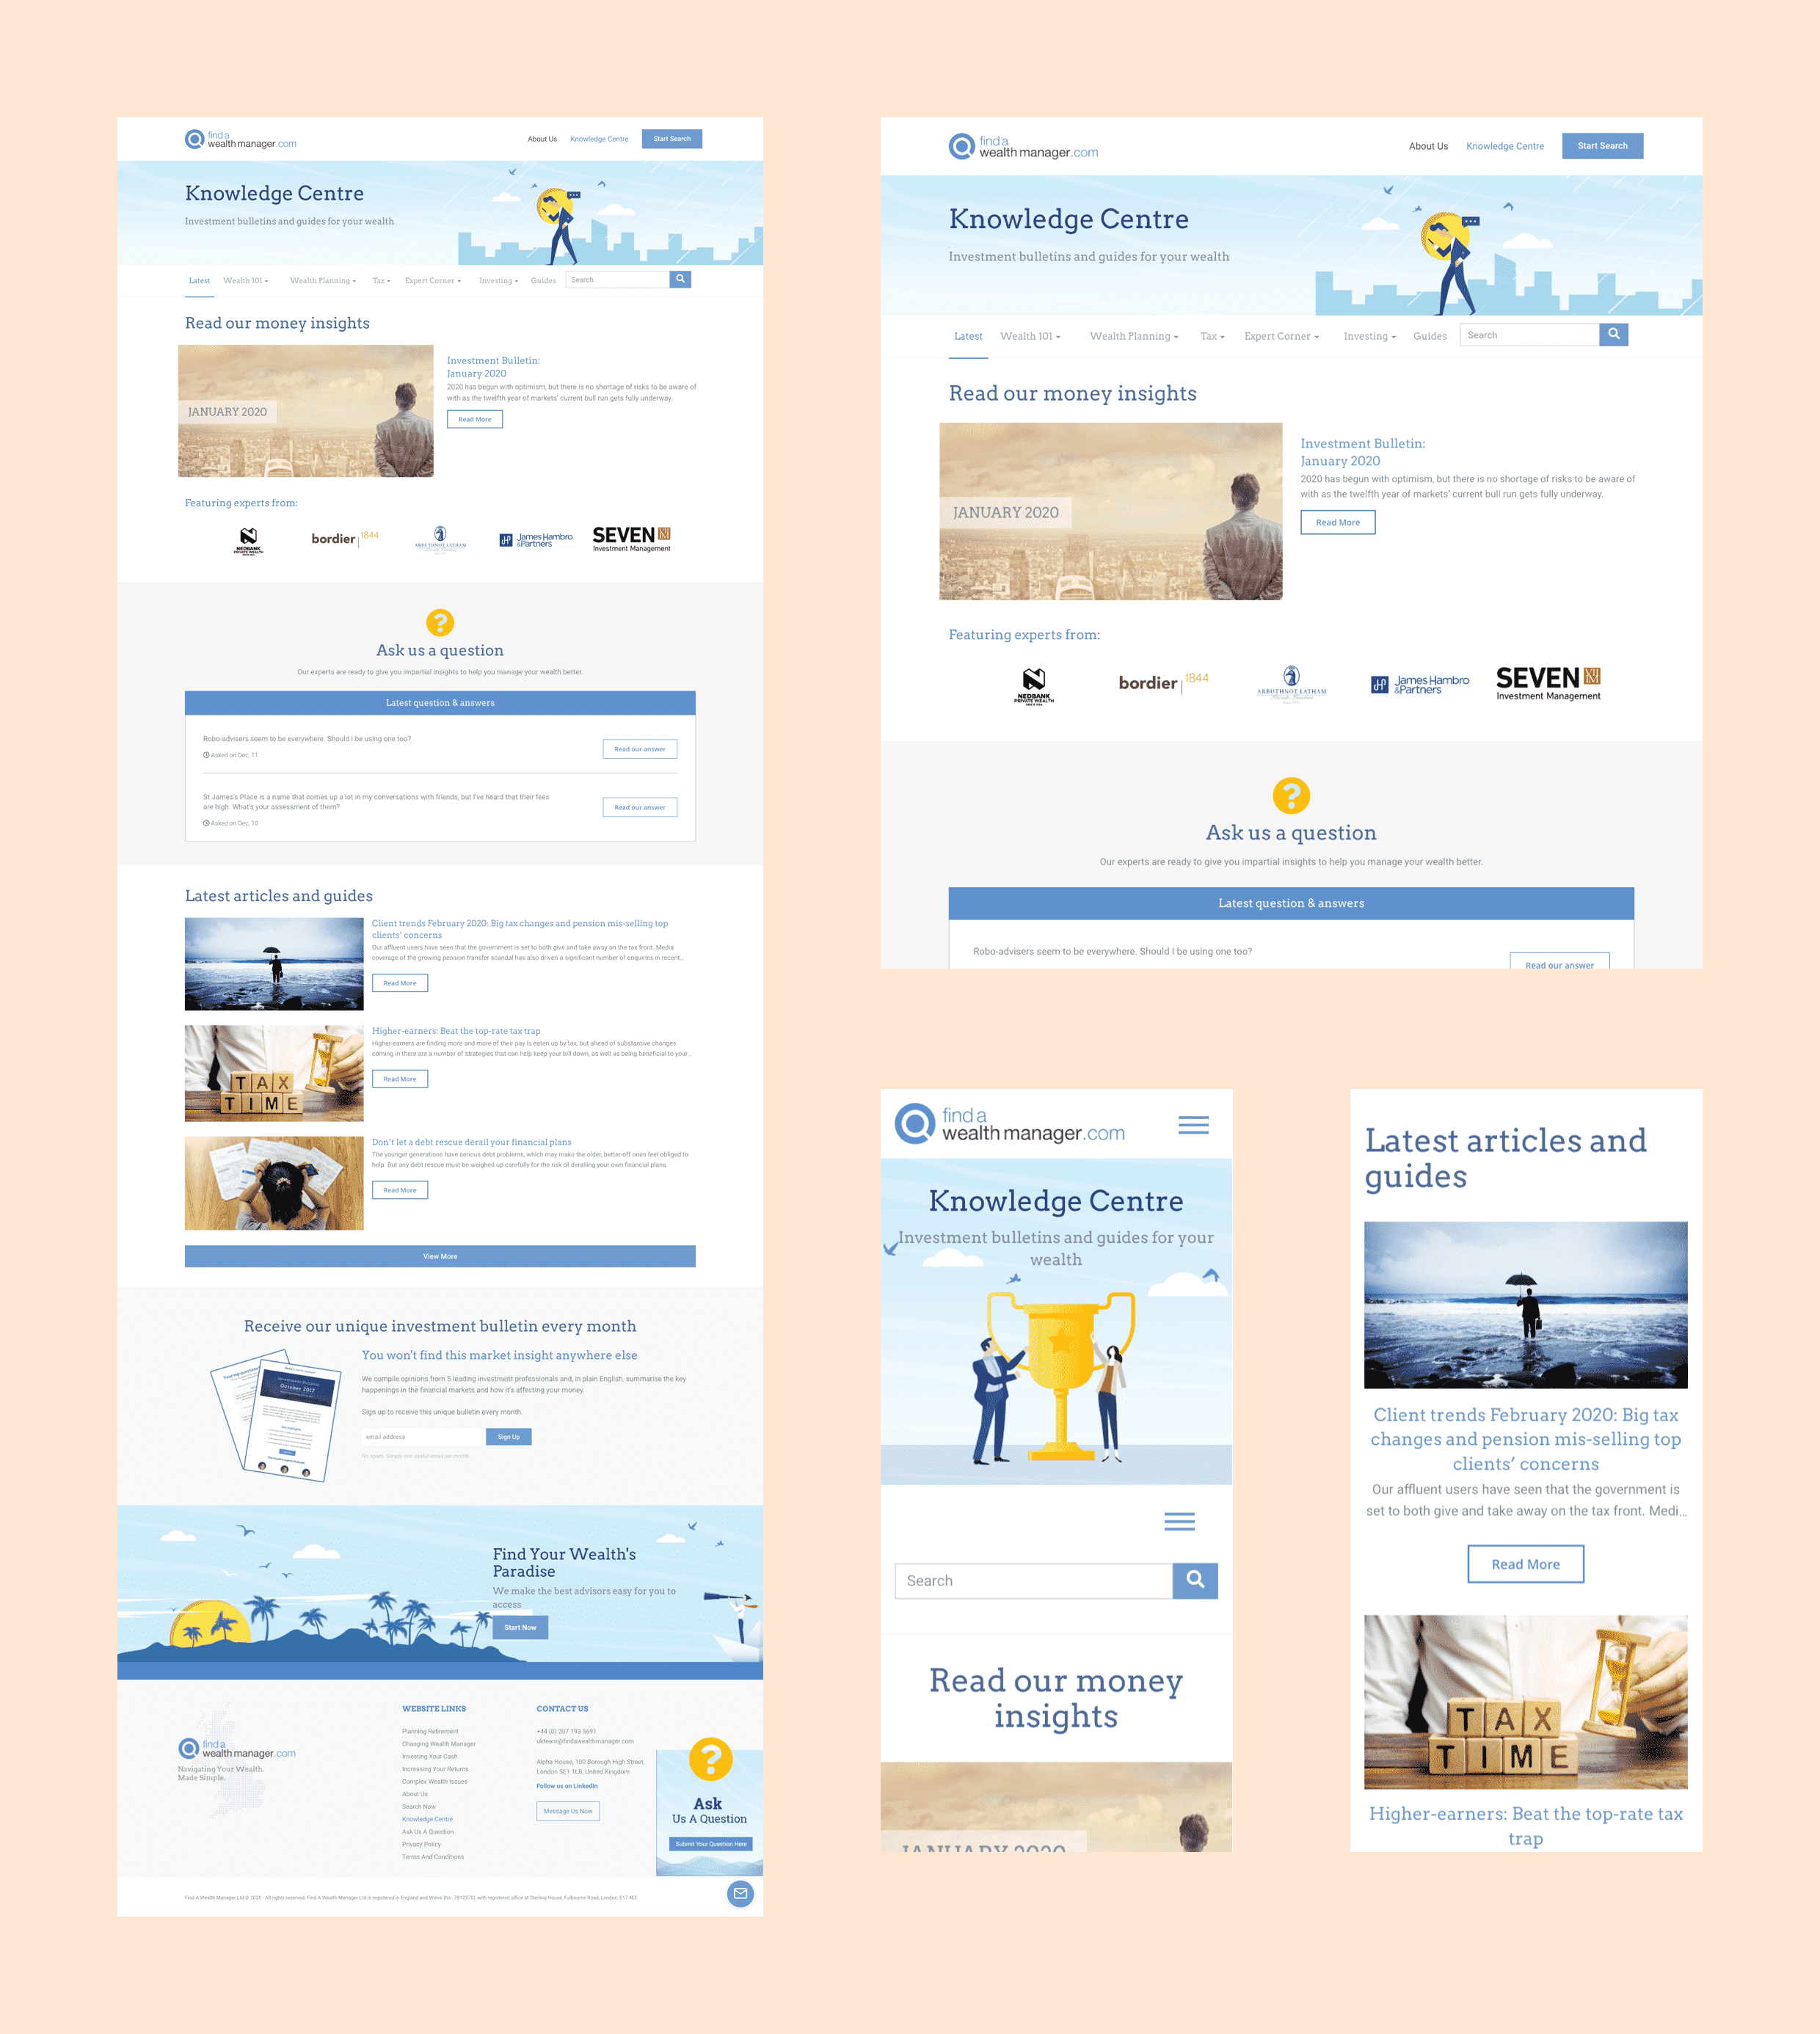 find a
wealth manager.com
About Us
Knowledge Centre
Start Search
Knowledge Centre
Investment bulletins and guides for your wealth
Latest
Wealth 101
Wealth Planning
Tax
Expert Corner
Investing
Guides
Search
Read our money insights
JANUARY 2020
Investment Bulletin:
January 2020
2020 has begun with optimism, but there is no shortage of risks to be aware of
with as the twelfth year of markets' current bull run gets fully underway.
Read More
Featuring experts from:
NEDBANK
PRIVATE WEALTH
bordier 1844
ARBUTHNOT LATHAM
James Hambro
&Partners
SEVEN
Investment Management
?
Ask us a question
Our experts are ready to give you impartial insights to help you manage your wealth better.
Latest question & answers
Robo-advisers seem to be everywhere. Should I be using one too?
Asked on Dec, 11
Read our answer
St James's Place is a name that comes up a lot in my conversations with friends, but I've heard that their fees
are high. What's your assessment of them?
Asked on Dec, 10
Read our answer
Latest articles and guides
Client trends February 2020: Big tax changes and pension mis-selling top
clients' concerns
Our affluent users have seen that the government is set to both give and take away on the tax front. Media
coverage of the growing pension transfer scandal has also driven a significant number of enquiries in recent...
Read More
TAX
TIME
Higher-earners: Beat the top-rate tax trap
Higher-earners are finding more and more of their pay is eaten up by tax, but ahead of substantive changes
coming in there are a number of strategies that can help keep your bill down, as well as being beneficial to your...
Read More
Don't let a debt rescue derail your financial plans
The younger generations have serious debt problems, which may make the older, better-off ones feel obliged to
help. But any debt rescue must be weighed up carefully for the risk of derailing your own financial plans.
Read More
View More
Receive our unique investment bulletin every month
Investment Bulletin
October 2017
You won't find this market insight anywhere else
We compile opinions from 5 leading investment professionals and, in plain English, summarise the key
happenings in the financial markets and how it's affecting your money.
Sign up to receive this unique bulletin every month.
email address
Sign Up
No spam. Simply one useful email per month.
Find Your Wealth's
Paradise
We make the best advisors easy for you to
access
Start Now
find a
wealth manager.com
Navigating Your Wealth.
Made Simple.
WEBSITE LINKS
Planning Retirement
Changing Wealth Manager
Investing Your Cash
Increasing Your Returns
Complex Wealth Issues
About Us
Search Now
Knowledge Centre
Ask Us A Question
Privacy Policy
Terms And Conditions
CONTACT US
+44 (0) 207 193 5691
ukteam@findawealthmanager.com
Alpha House, 100 Borough High Street,
London SE1 1LB, United Kingdom
Follow us on LinkedIn
Message Us Now
?
Ask
Us A Question
Submit Your Question Here
Find A Wealth Manager Ltd © 2020 - All rights reserved. Find A Wealth Manager Ltd is registered in England and Wales (No. 7812370), with registered office at Sterling House, Fulbourne Road, London, E17 4EE.
find a
wealth manager.com
About Us
Knowledge Centre
Start Search
Knowledge Centre
Investment bulletins and guides for your wealth
Latest
Wealth 101
Wealth Planning
Tax
Expert Corner
Investing
Guides
Search
Read our money insights
JANUARY 2020
Investment Bulletin:
January 2020
2020 has begun with optimism, but there is no shortage of risks to be aware of
with as the twelfth year of markets' current bull run gets fully underway.
Read More
Featuring experts from:
NEDBANK
PRIVATE WEALTH
bordier 1844
ARBUTHNOT LATHAM
James Hambro
&Partners
SEVEN
Investment Management
?
Ask us a question
Our experts are ready to give you impartial insights to help you manage your wealth better.
Latest question & answers
Robo-advisers seem to be everywhere. Should I be using one too?
Read our answer
find a
wealth manager.com
Knowledge Centre
Investment bulletins and guides for your
wealth
Search
Read our money
insights
JANUARY 2020
Latest articles and
guides
Client trends February 2020: Big tax
changes and pension mis-selling top
clients' concerns
Our affluent users have seen that the government is
set to both give and take away on the tax front. Medi...
Read More
TAX
TIME
Higher-earners: Beat the top-rate tax
trap